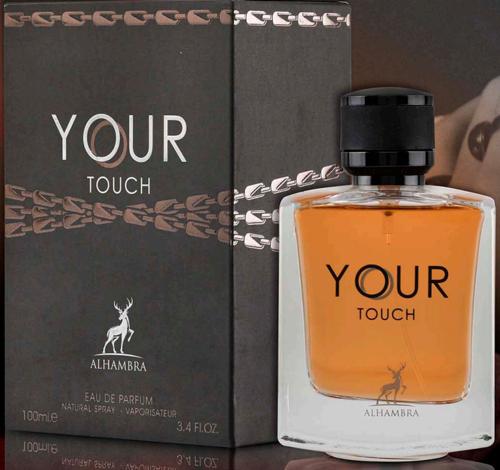 YOUR
TOUCH
ALHAMBRA
EAU DE PARFUM
NATURAL SPRAY - VAPORISATEUR
100ml℮ 3.4 Fl.OZ.
YOUR
TOUCH
ALHAMBRA